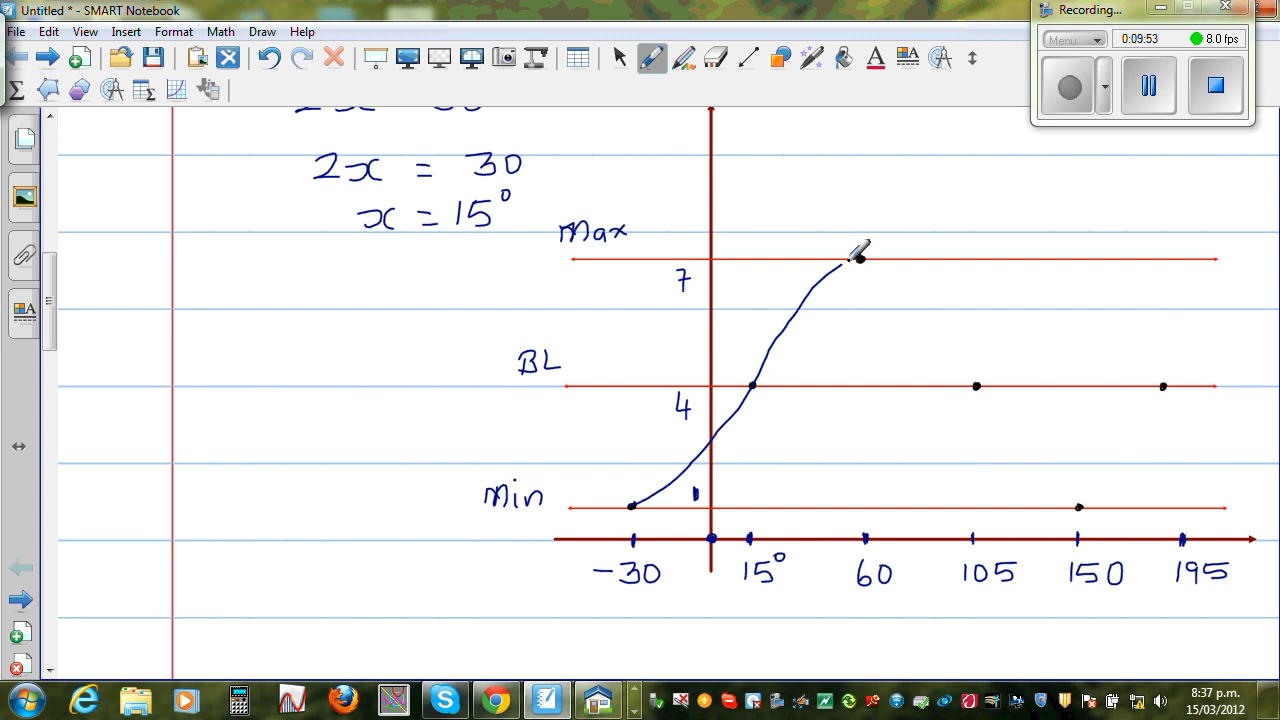 Untitled * - SMART Notebook
File Edit View Insert Format Math Draw Help
Recording...
Menu 0:09:53 8.0 fps
2x = 30
x = 15°
Max
7
BL
4
Min
1
-30 15° 60 105 150 195
8:37 p.m.
15/03/2012